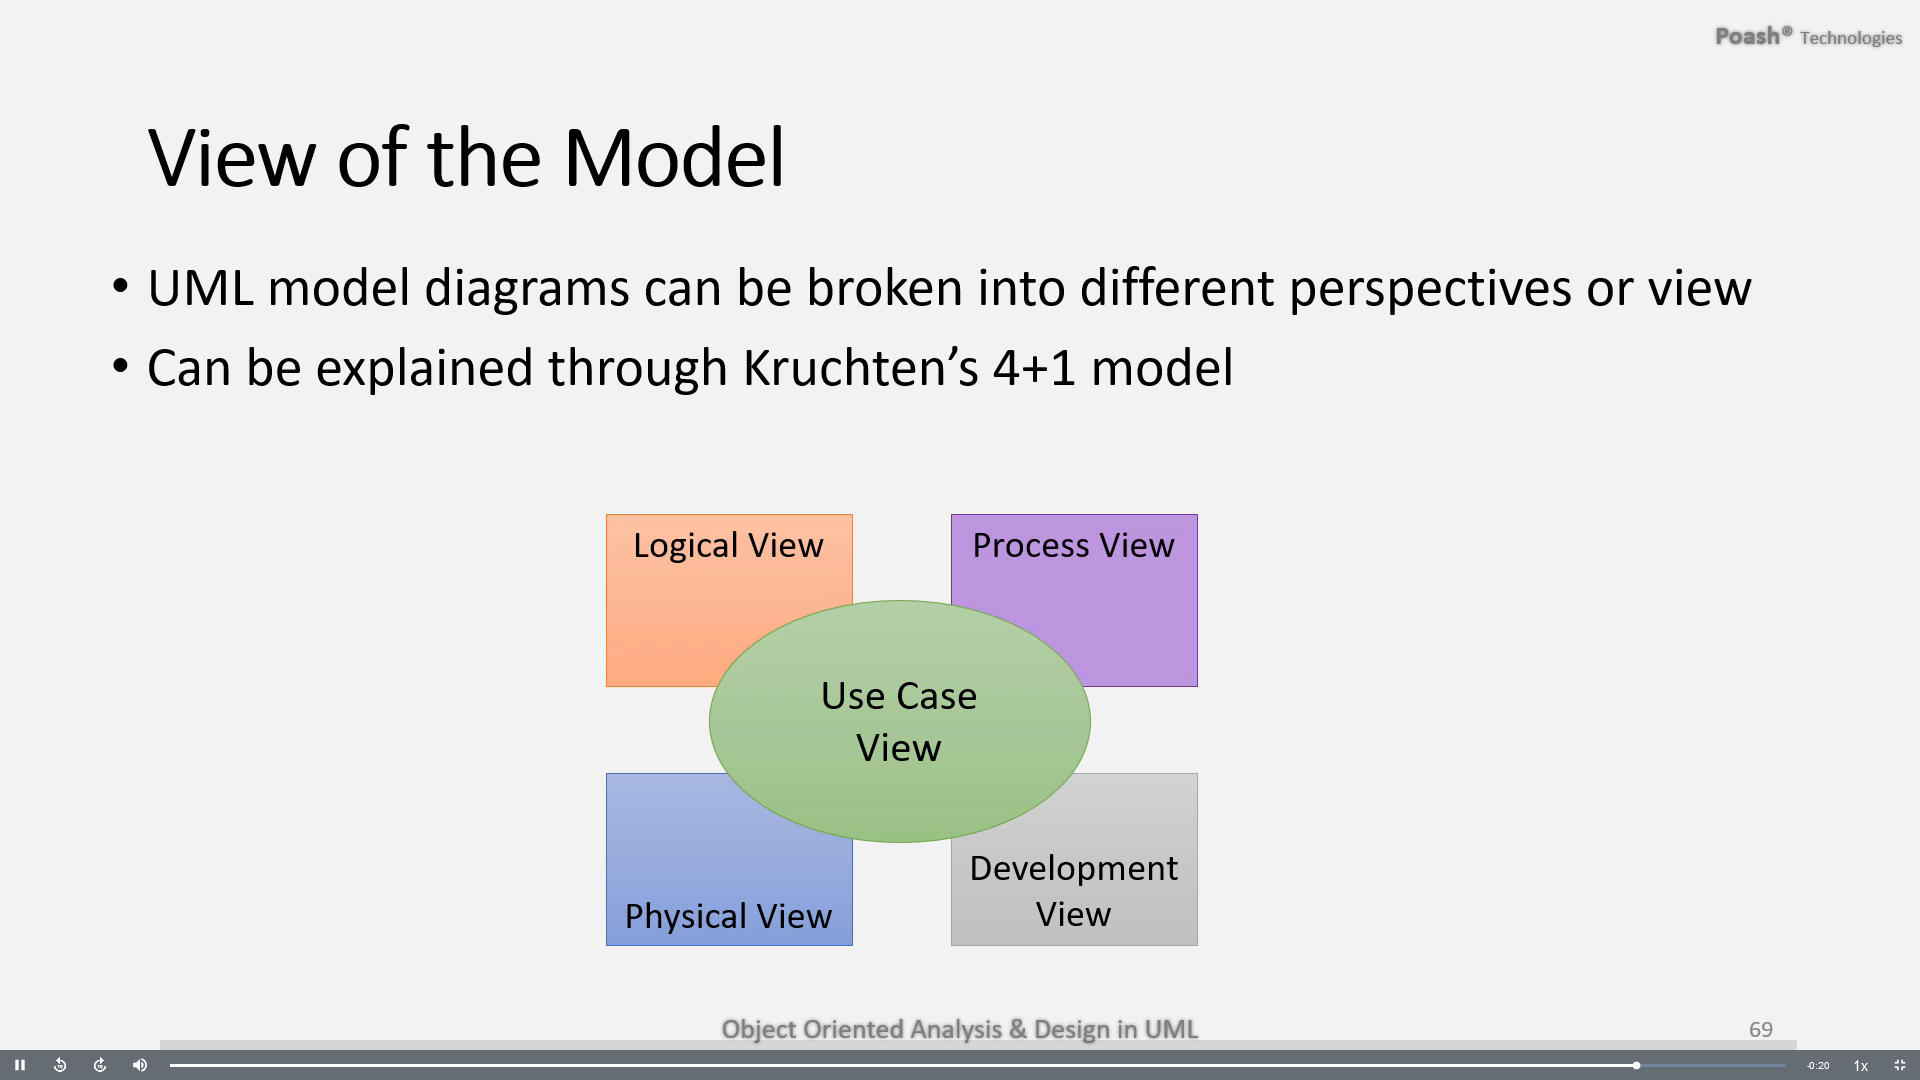 Poash® Technologies
View of the Model
• UML model diagrams can be broken into different perspectives or view
• Can be explained through Kruchten’s 4+1 model
Logical View
Process View
Use Case
View
Physical View
Development
View
Object Oriented Analysis & Design in UML
69
-0:20
1x